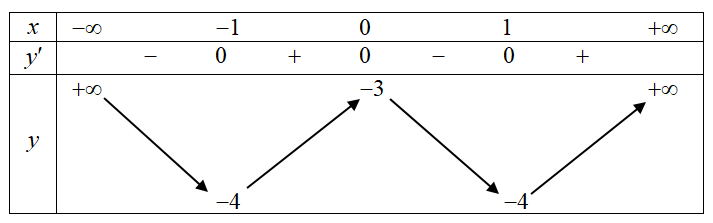 x −∞ −1 0 1 +∞
y′ − 0 + 0 − 0 +
+∞ −3 +∞
y
−4 −4